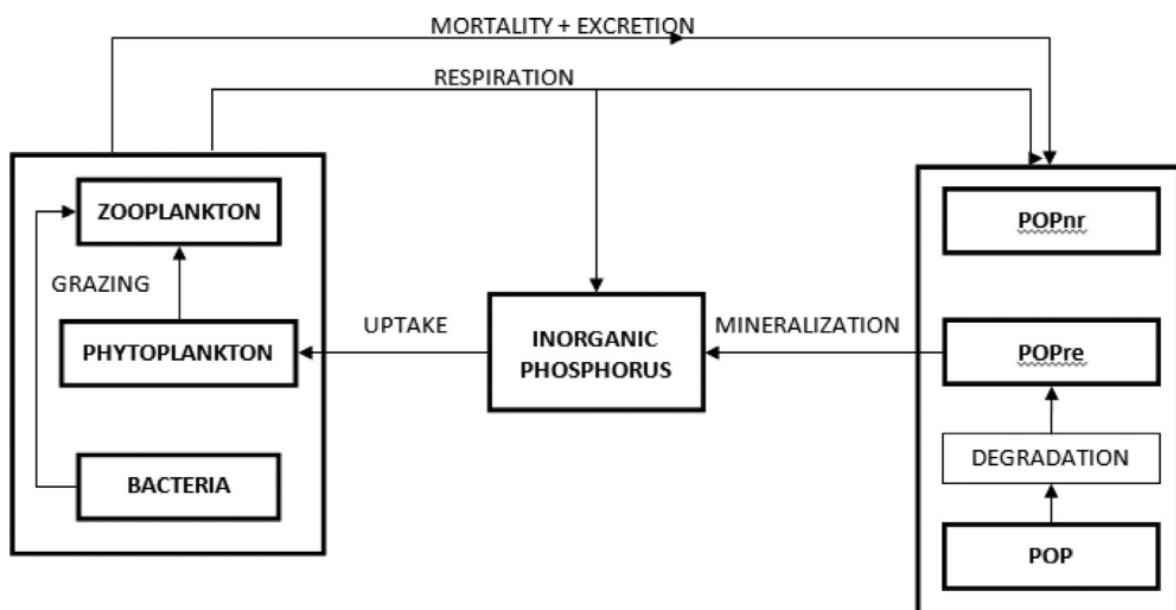 MORTALITY + EXCRETION
RESPIRATION
ZOOPLANKTON
POPnr
GRAZING
UPTAKE
INORGANIC
PHOSPHORUS
MINERALIZATION
PHYTOPLANKTON
POPre
DEGRADATION
BACTERIA
POP